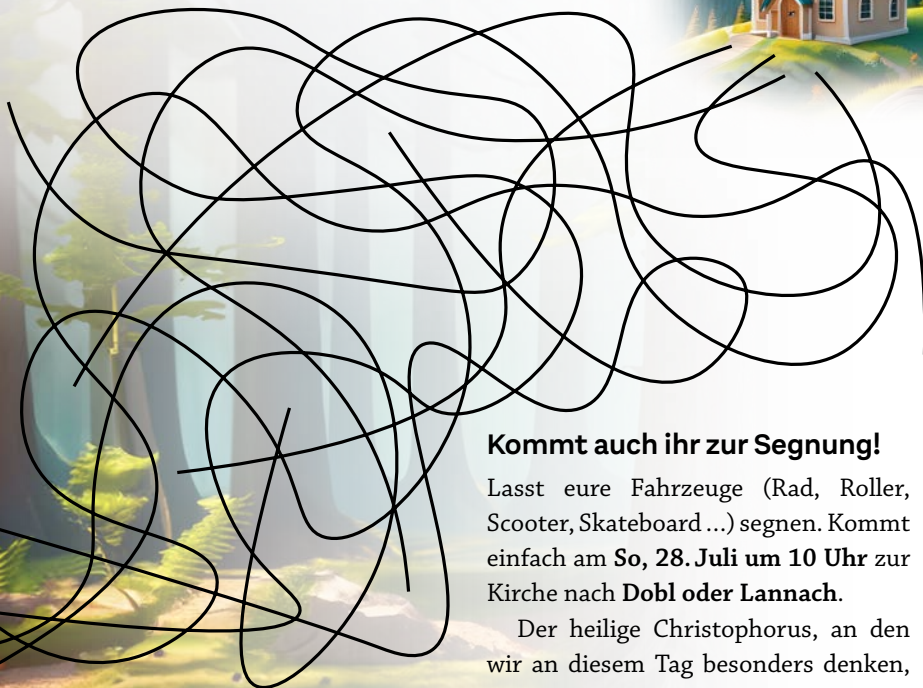 Kommt auch ihr zur Segnung!
Lasst eure Fahrzeuge (Rad, Roller,
Scooter, Skateboard ...) segnen. Kommt
einfach am So, 28. Juli um 10 Uhr zur
Kirche nach Dobl oder Lannach.
Der heilige Christophorus, an den
wir an diesem Tag besonders denken,